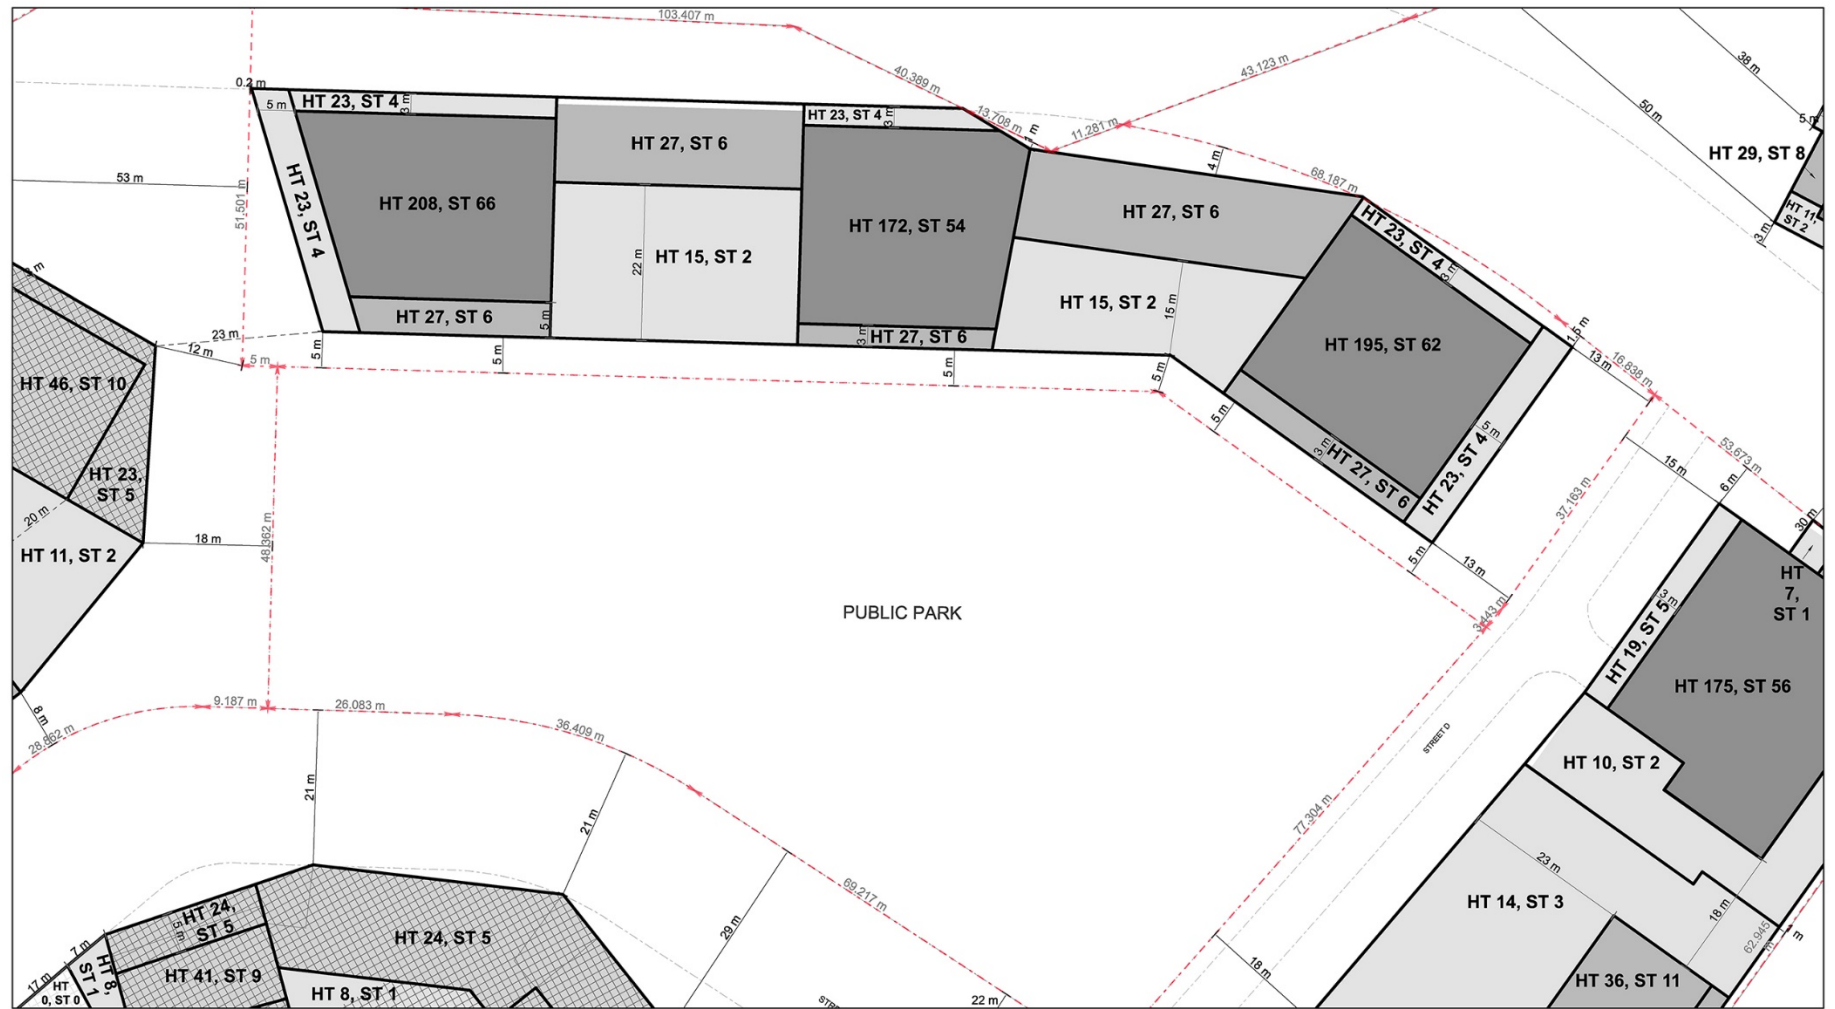 103.407 m
40.389 m
43.123 m
38 m
50 m
0.2 m
5 m
HT 23, ST 4
3 m
HT 27, ST 6
HT 23, ST 4
3 m
13.708 m
1 m
11.281 m
5 m
HT 29, ST 8
4 m
68.187 m
53 m
51.501 m
HT 23, ST 4
HT 208, ST 66
HT 172, ST 54
HT 27, ST 6
HT 23, ST 4
3 m
HT 11,
ST 2
3 m
22 m
HT 15, ST 2
HT 15, ST 2
15 m
HT 27, ST 6
5 m
3 m
HT 27, ST 6
HT 195, ST 62
1.5 m
13 m
16.838 m
23 m
12 m
5 m
5 m
5 m
5 m
5 m
5 m
HT 46, ST 10
HT 23,
ST 5
20 m
HT 11, ST 2
18 m
48.362 m
3 m
HT 27, ST 6
5 m
HT 23, ST 4
5 m
13 m
37.163 m
15 m
53.673 m
6 m
30 m
HT
7,
ST 1
3 m
HT 19, ST 5
HT 175, ST 56
PUBLIC PARK
3.443 m
8 m
28.862 m
9.187 m
26.083 m
36.409 m
21 m
21 m
STREET D
77.304 m
HT 10, ST 2
23 m
HT 14, ST 3
18 m
62.945
m
1 m
HT 36, ST 11
69.217 m
29 m
18 m
22 m
HT 24,
ST 5
5 m
HT 24, ST 5
HT 41, ST 9
HT 8, ST 1
7 m
17 m
HT 8,
ST 1
HT
0, ST 0